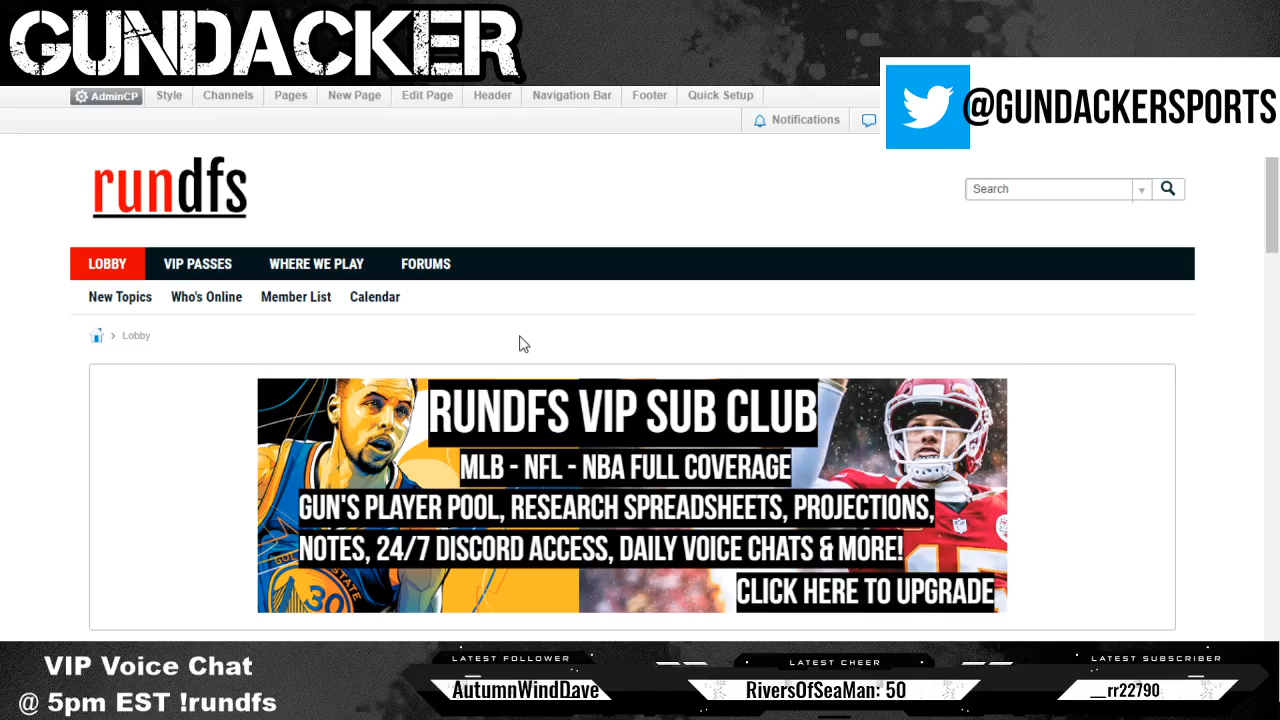 GUNDACKER
AdminCP Style Channels Pages New Page Edit Page Header Navigation Bar Footer Quick Setup
@GUNDACKERSPORTS
Notifications
rundfs
Search
LOBBY VIP PASSES WHERE WE PLAY FORUMS
New Topics Who's Online Member List Calendar
Lobby
RUNDFS VIP SUB CLUB
MLB - NFL - NBA FULL COVERAGE
GUN'S PLAYER POOL, RESEARCH SPREADSHEETS, PROJECTIONS,
NOTES, 24/7 DISCORD ACCESS, DAILY VOICE CHATS & MORE!
CLICK HERE TO UPGRADE
30
VIP Voice Chat
@ 5pm EST !rundfs
LATEST FOLLOWER
AutumnWindDave
LATEST CHEER
RiversOfSeaMan: 50
LATEST SUBSCRIBER
__rr22790